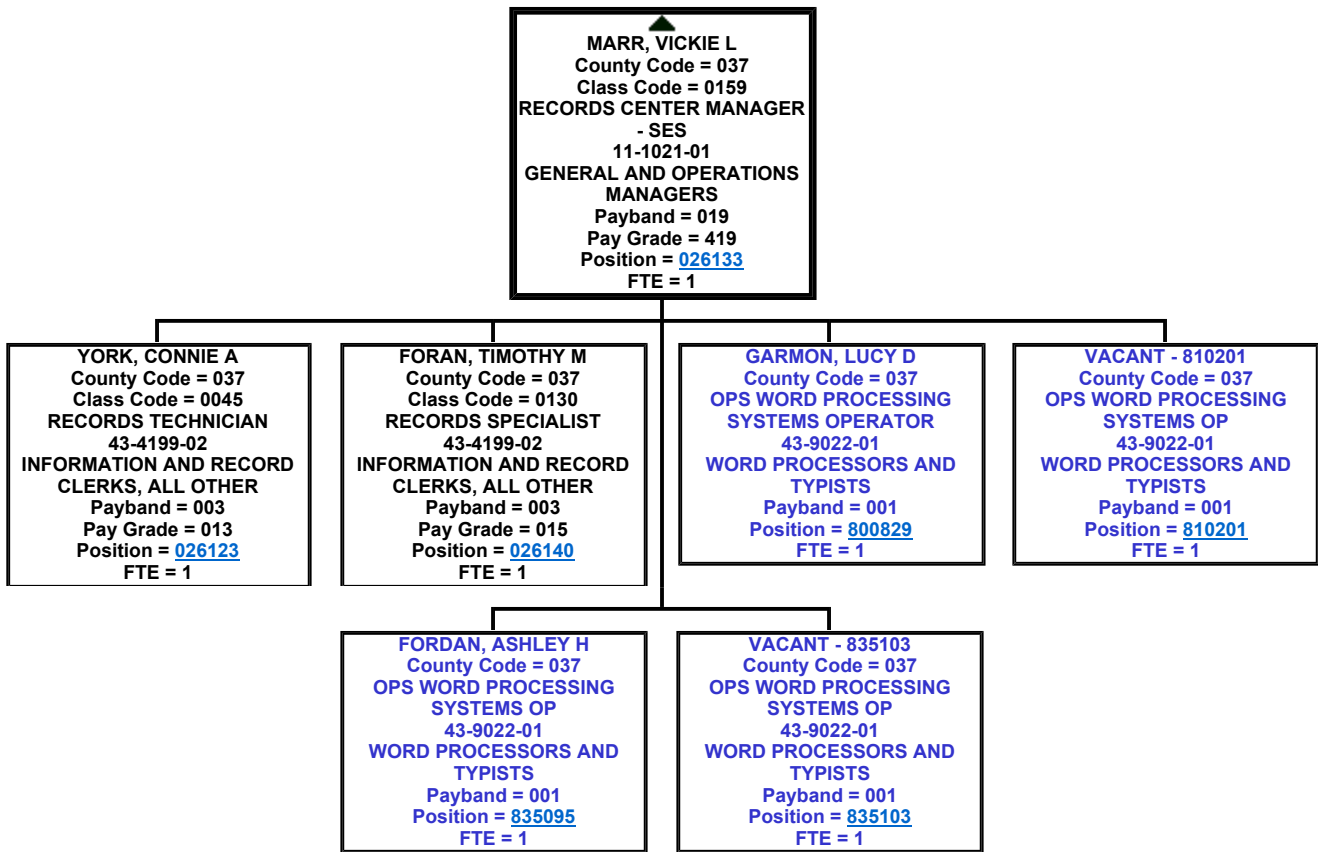 MARR, VICKIE L
County Code = 037
Class Code = 0159
RECORDS CENTER MANAGER
- SES
11-1021-01
GENERAL AND OPERATIONS
MANAGERS
Payband = 019
Pay Grade = 419
Position = 026133
FTE = 1
YORK, CONNIE A
County Code = 037
Class Code = 0045
RECORDS TECHNICIAN
43-4199-02
INFORMATION AND RECORD
CLERKS, ALL OTHER
Payband = 003
Pay Grade = 013
Position = 026123
FTE = 1
FORAN, TIMOTHY M
County Code = 037
Class Code = 0130
RECORDS SPECIALIST
43-4199-02
INFORMATION AND RECORD
CLERKS, ALL OTHER
Payband = 003
Pay Grade = 015
Position = 026140
FTE = 1
GARMON, LUCY D
County Code = 037
OPS WORD PROCESSING
SYSTEMS OPERATOR
43-9022-01
WORD PROCESSORS AND
TYPISTS
Payband = 001
Position = 800829
FTE = 1
VACANT - 810201
County Code = 037
OPS WORD PROCESSING
SYSTEMS OP
43-9022-01
WORD PROCESSORS AND
TYPISTS
Payband = 001
Position = 810201
FTE = 1
FORDAN, ASHLEY H
County Code = 037
OPS WORD PROCESSING
SYSTEMS OP
43-9022-01
WORD PROCESSORS AND
TYPISTS
Payband = 001
Position = 835095
FTE = 1
VACANT - 835103
County Code = 037
OPS WORD PROCESSING
SYSTEMS OP
43-9022-01
WORD PROCESSORS AND
TYPISTS
Payband = 001
Position = 835103
FTE = 1